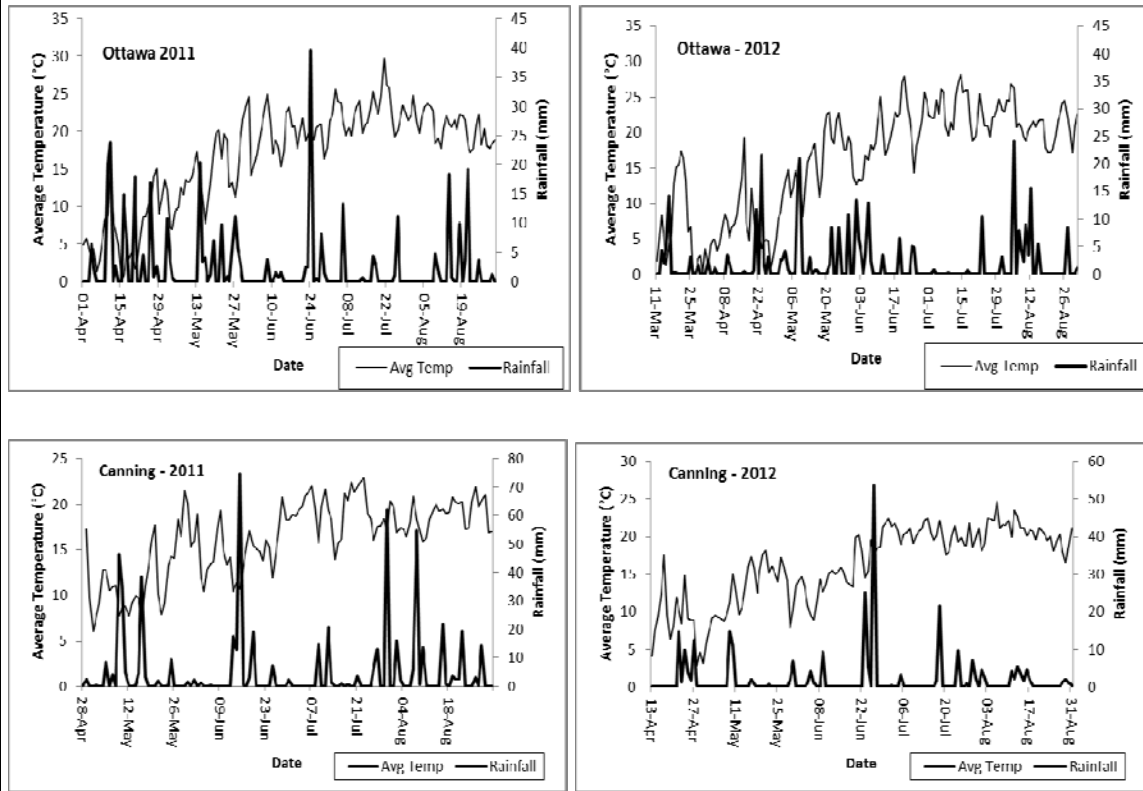 Ottawa 2011
Average Temperature (°C)
35
30
25
20
15
10
5
0
45
40
35
30
25
20
15
10
5
0
Rainfall (mm)
01-Apr
15-Apr
29-Apr
13-May
27-May
10-Jun
24-Jun
08-Jul
22-Jul
05-Aug
19-Aug
Date
Avg Temp
Rainfall
Ottawa - 2012
Average Temperature (°C)
35
30
25
20
15
10
5
0
45
40
35
30
25
20
15
10
5
0
Rainfall (mm)
11-Mar
25-Mar
08-Apr
22-Apr
06-May
20-May
03-Jun
17-Jun
01-Jul
15-Jul
29-Jul
12-Aug
26-Aug
Date
Avg Temp
Rainfall
Canning - 2011
Average Temperature (°C)
25
20
15
10
5
0
80
70
60
50
40
30
20
10
0
Rainfall (mm)
28-Apr
12-May
26-May
09-Jun
23-Jun
07-Jul
21-Jul
04-Aug
18-Aug
Date
Avg Temp
Rainfall
Canning - 2012
Average Temperature (°C)
30
25
20
15
10
5
0
60
50
40
30
20
10
0
Rainfall (mm)
13-Apr
27-Apr
11-May
25-May
08-Jun
22-Jun
06-Jul
20-Jul
03-Aug
17-Aug
31-Aug
Date
Avg Temp
Rainfall